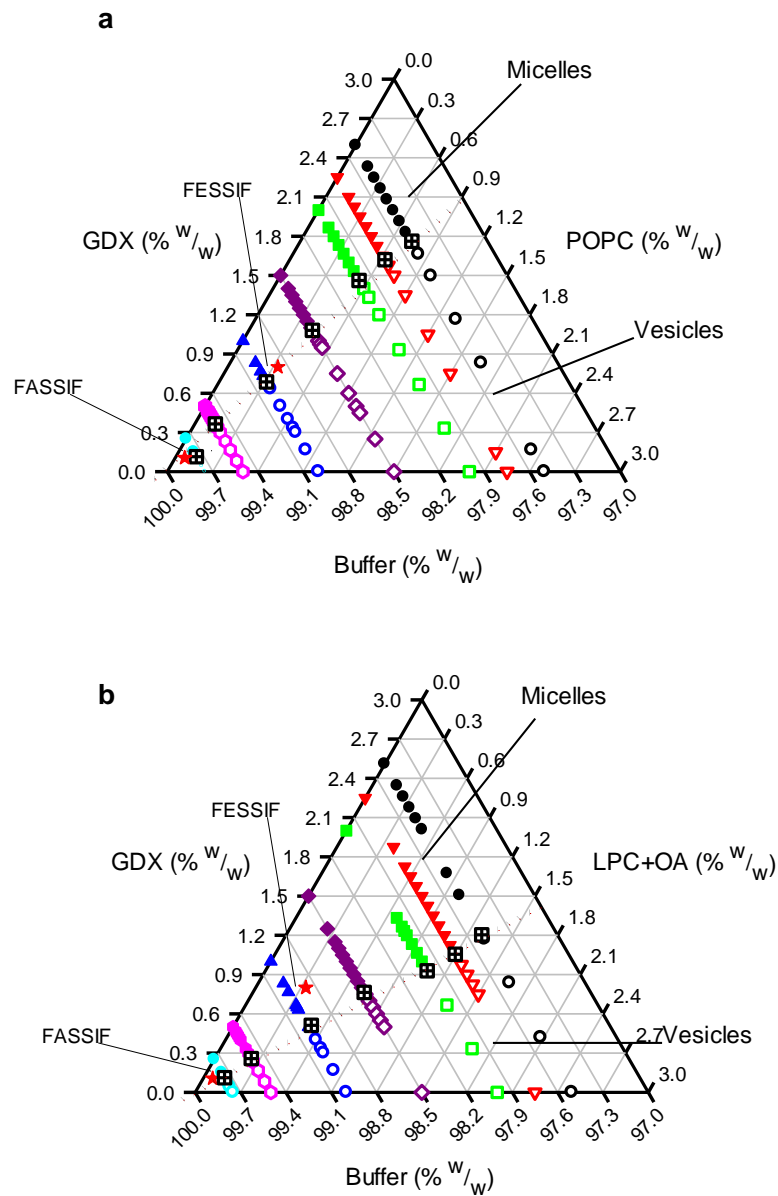 a
0.0
3.0
Micelles
0.3
2.7
0.6
2.4
FESSIF
0.9
2.1
1.2
GDX (% w/w)
1.8
POPC (% w/w)
1.5
1.5
1.8
1.2
Vesicles
2.1
0.9
FASSIF
2.4
0.6
2.7
0.3
3.0
0.0
100.0 99.7 99.4 99.1 98.8 98.5 98.2 97.9 97.6 97.3 97.0
Buffer (% w/w)
b
0.0
Micelles
3.0
0.3
2.7
0.6
2.4
FESSIF
0.9
2.1
1.2
GDX (% w/w)
1.8
LPC+OA (% w/w)
1.5
1.5
1.8
1.2
2.1
0.9
2.4
0.6
FASSIF
2.7 Vesicles
0.3
3.0
0.0
100.0 99.7 99.4 99.1 98.8 98.5 98.2 97.9 97.6 97.3 97.0
Buffer (% w/w)